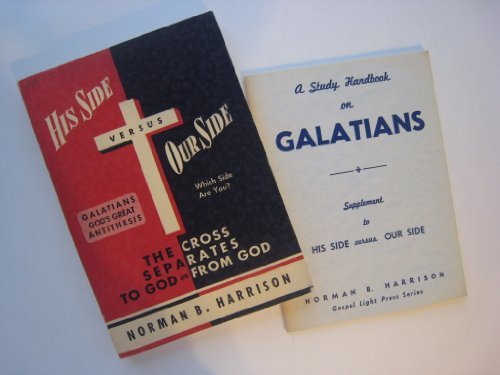 HIS SIDE
VERSUS
OUR SIDE
Which Side
Are You?
GALATIANS
GOD'S GREAT
ANTITHESIS
THE CROSS
SEPARATES
TO GOD OR FROM GOD
NORMAN B. HARRISON
A Study Handbook
on
GALATIANS
Supplement
to
HIS SIDE versus OUR SIDE
NORMAN B. HARRISON
Gospel Light Press Series